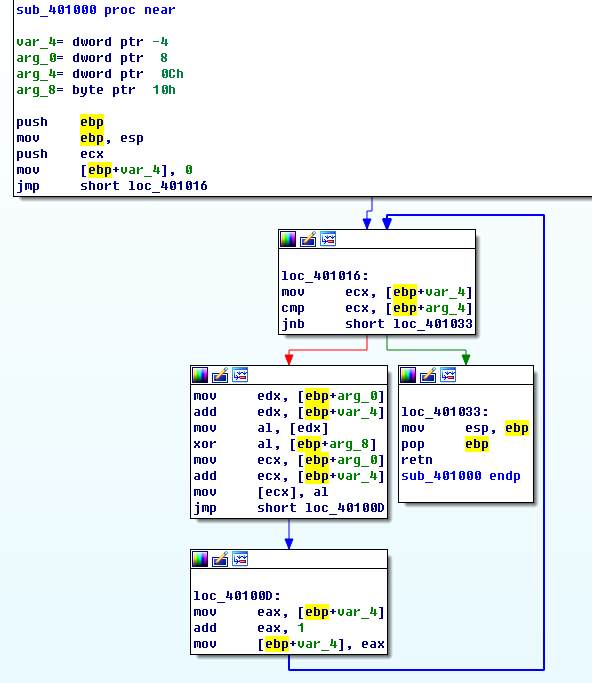 sub_401000 proc near
var_4= dword ptr -4
arg_0= dword ptr  8
arg_4= dword ptr  0Ch
arg_8= byte ptr  10h
push    ebp
mov     ebp, esp
push    ecx
mov     [ebp+var_4], 0
jmp     short loc_401016
loc_401016:
mov     ecx, [ebp+var_4]
cmp     ecx, [ebp+arg_4]
jnb     short loc_401033
mov     edx, [ebp+arg_0]
add     edx, [ebp+var_4]
mov     al, [edx]
xor     al, [ebp+arg_8]
mov     ecx, [ebp+arg_0]
add     ecx, [ebp+var_4]
mov     [ecx], al
jmp     short loc_40100D
loc_401033:
mov     esp, ebp
pop     ebp
retn
sub_401000 endp
loc_40100D:
mov     eax, [ebp+var_4]
add     eax, 1
mov     [ebp+var_4], eax